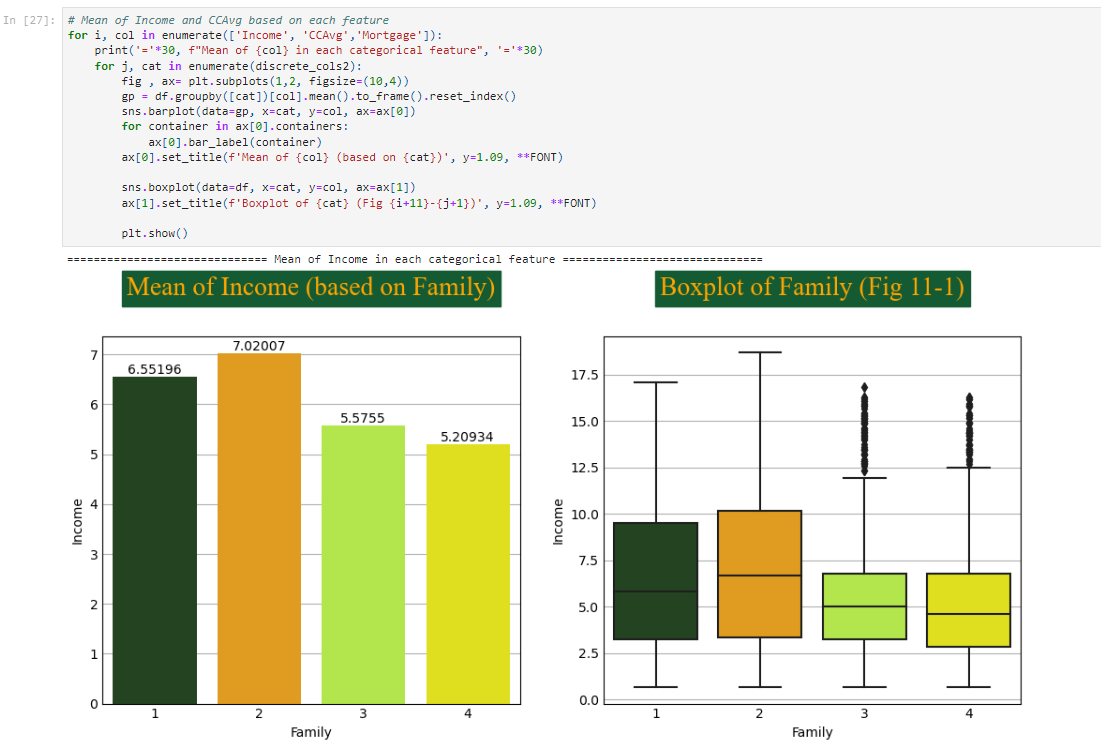 In [27]:
# Mean of Income and CCAvg based on each feature
for i, col in enumerate(['Income', 'CCAvg','Mortgage']):
    print('='*30, f"Mean of {col} in each categorical feature", '='*30)
    for j, cat in enumerate(discrete_cols2):
        fig , ax= plt.subplots(1,2, figsize=(10,4))
        gp = df.groupby([cat])[col].mean().to_frame().reset_index()
        sns.barplot(data=gp, x=cat, y=col, ax=ax[0])
        for container in ax[0].containers:
            ax[0].bar_label(container)
        ax[0].set_title(f'Mean of {col} (based on {cat})', y=1.09, **FONT)
        sns.boxplot(data=df, x=cat, y=col, ax=ax[1])
        ax[1].set_title(f'Boxplot of {cat} (Fig {i+11}-{j+1})', y=1.09, **FONT)
        plt.show()
============================== Mean of Income in each categorical feature ==============================
Mean of Income (based on Family)
7
6
5
4
3
2
1
0
Income
6.55196
7.02007
5.5755
5.20934
1 2 3 4
Family
Boxplot of Family (Fig 11-1)
17.5
15.0
12.5
10.0
7.5
5.0
2.5
0.0
Income
1 2 3 4
Family